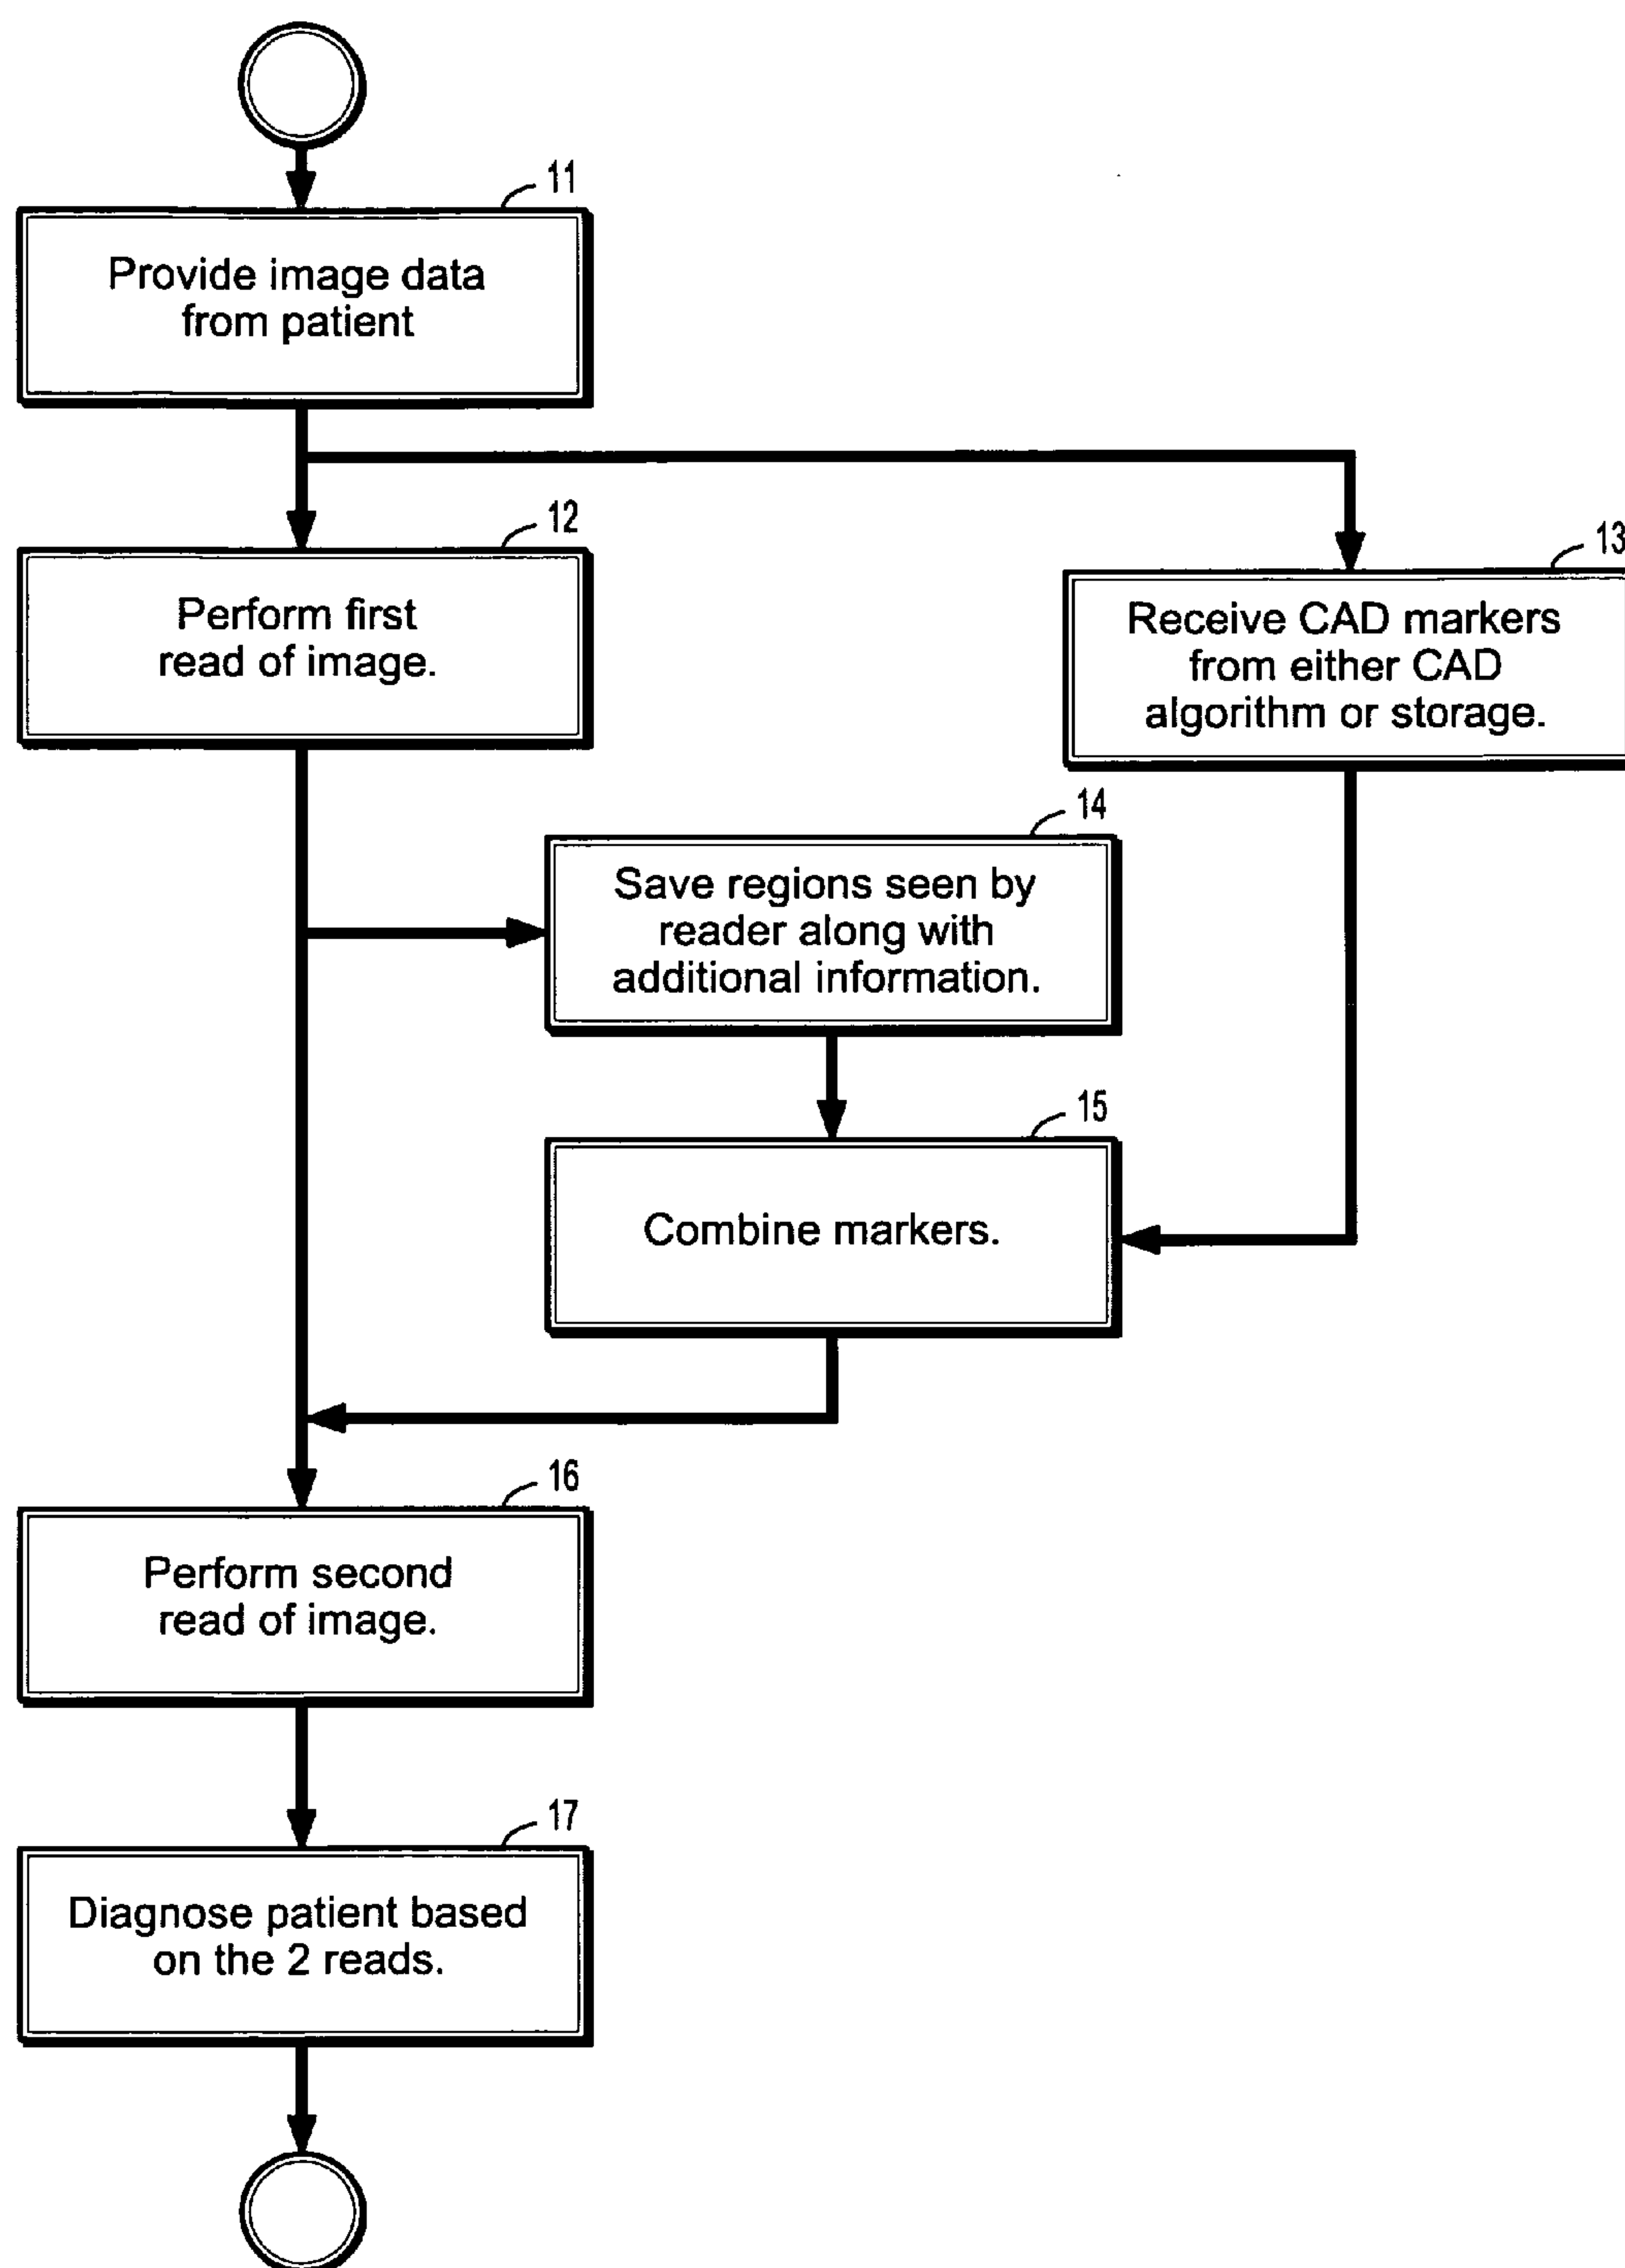 11
Provide image data
from patient
12
Perform first
read of image.
13
Receive CAD markers
from either CAD
algorithm or storage.
14
Save regions seen by
reader along with
additional information.
15
Combine markers.
16
Perform second
read of image.
17
Diagnose patient based
on the 2 reads.